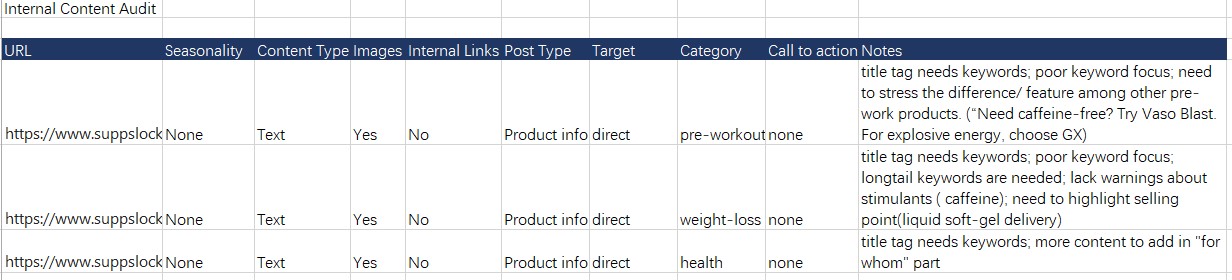 Internal Content Audit
URL Seasonality Content Type Images Internal Links Post Type Target Category Call to action Notes
title tag needs keywords; poor keyword focus; need
to stress the difference/ feature among other pre-
work products. (“Need caffeine-free? Try Vaso Blast.
For explosive energy, choose GX)
https://www.suppslock None Text Yes No Product info direct pre-workout none
title tag needs keywords; poor keyword focus;
longtail keywords are needed; lack warnings about
stimulants ( caffeine); need to highlight selling
point(liquid soft-gel delivery)
https://www.suppslock None Text Yes No Product info direct weight-loss none
title tag needs keywords; more content to add in "for
whom" part
https://www.suppslock None Text Yes No Product info direct health none